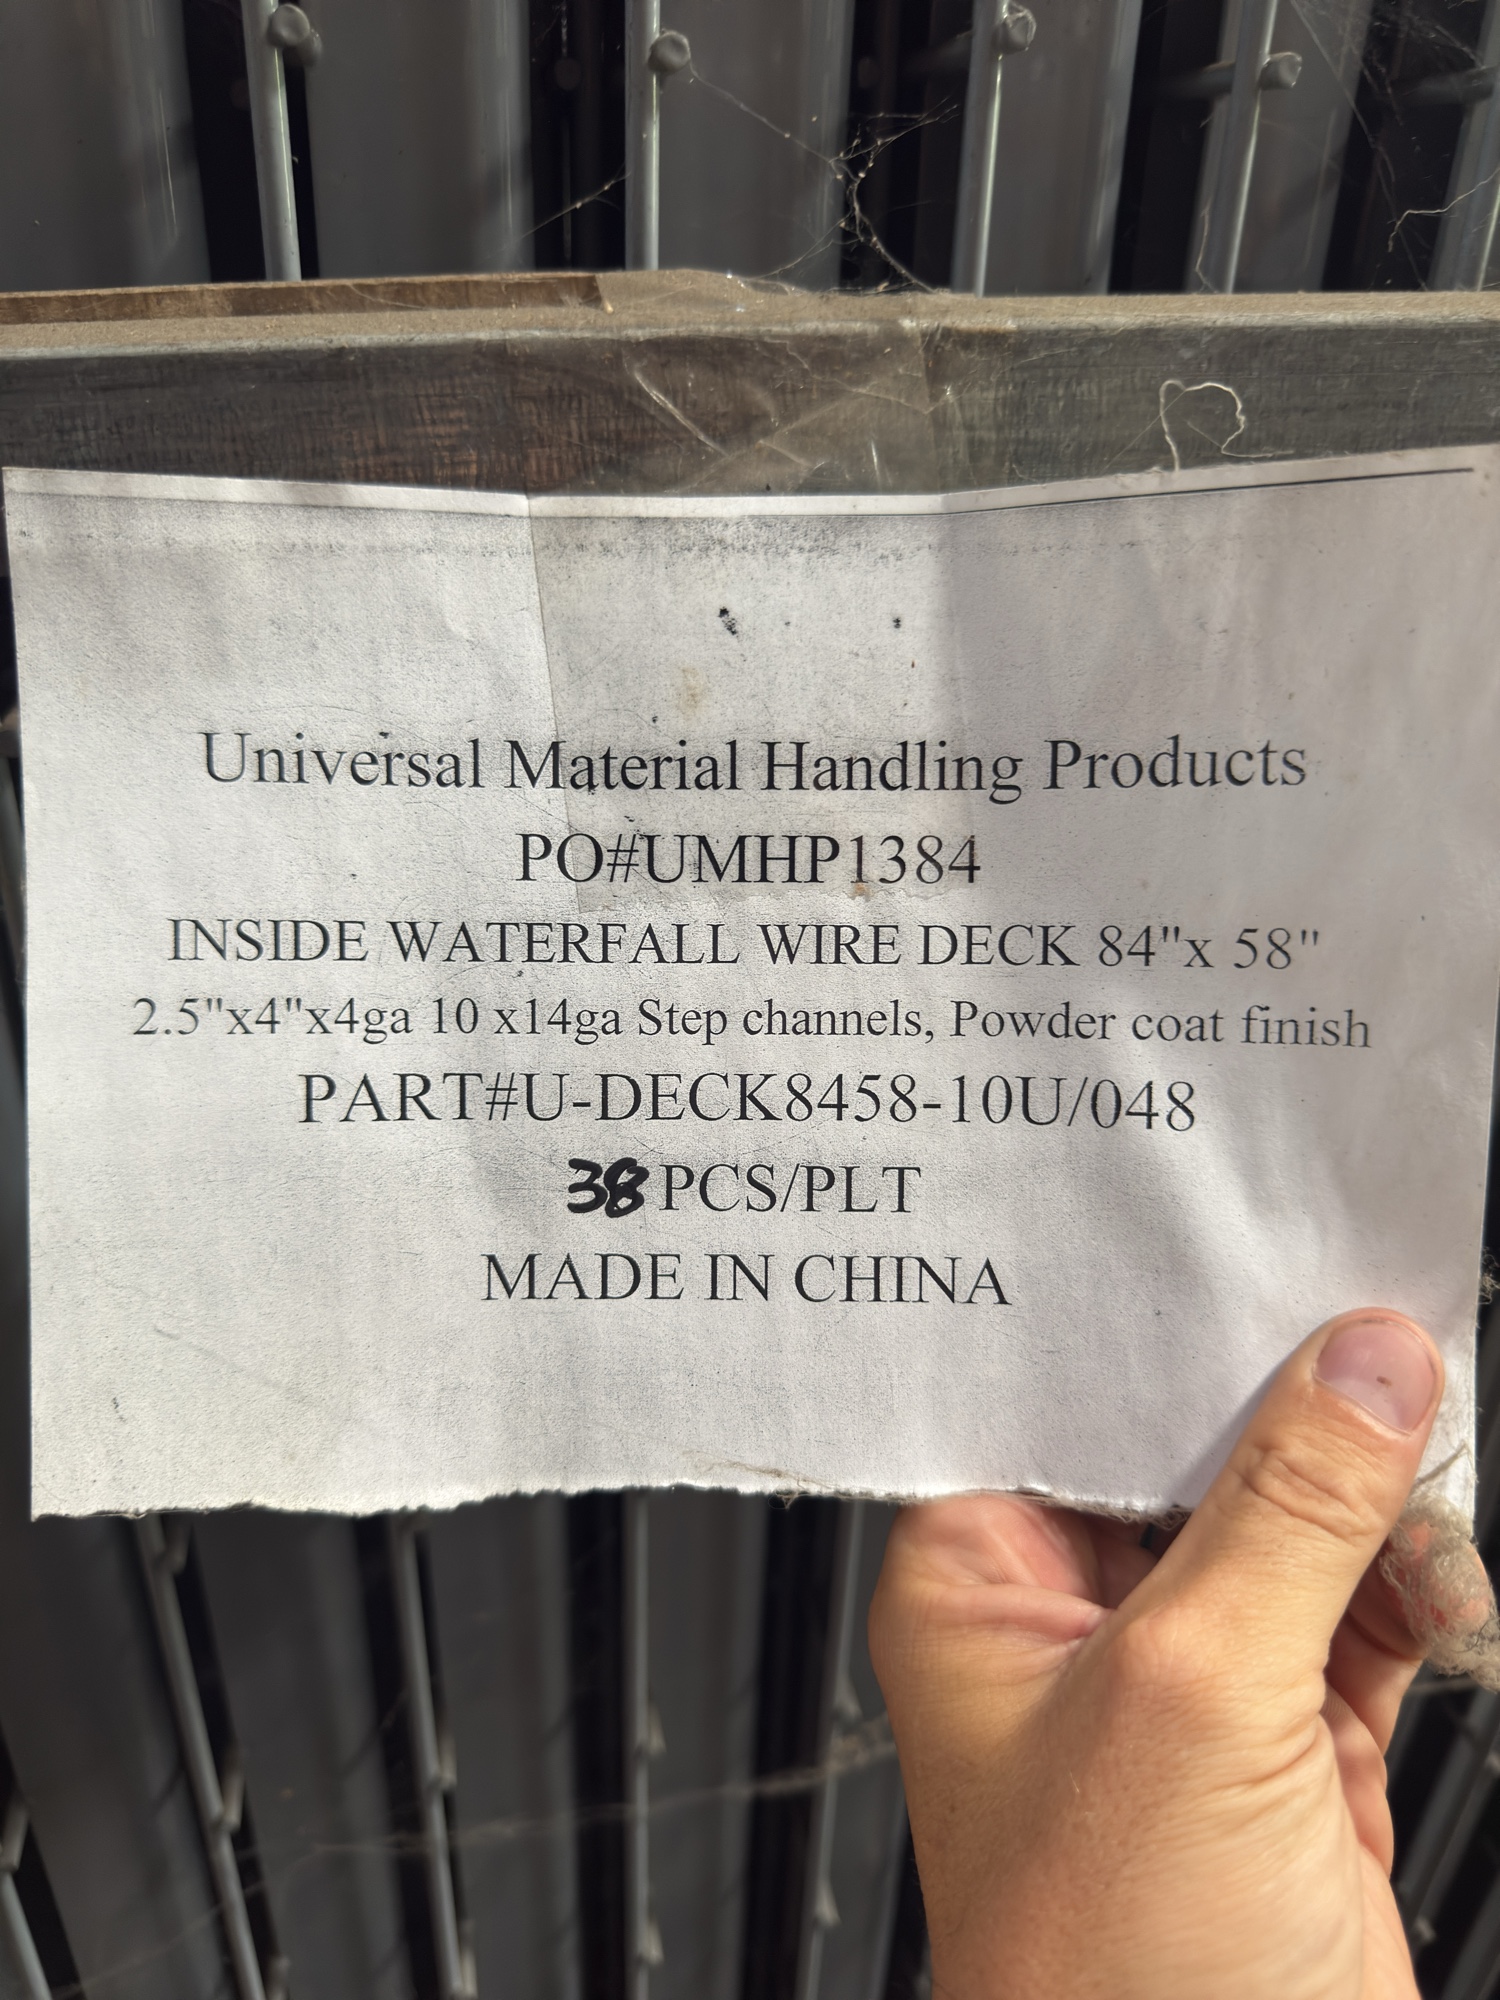 Universal Material Handling Products
PO#UMHP1384
INSIDE WATERFALL WIRE DECK 84"x 58"
2.5"x4"x4ga 10 x14ga Step channels, Powder coat finish
PART#U-DECK8458-10U/048
38 PCS/PLT
MADE IN CHINA